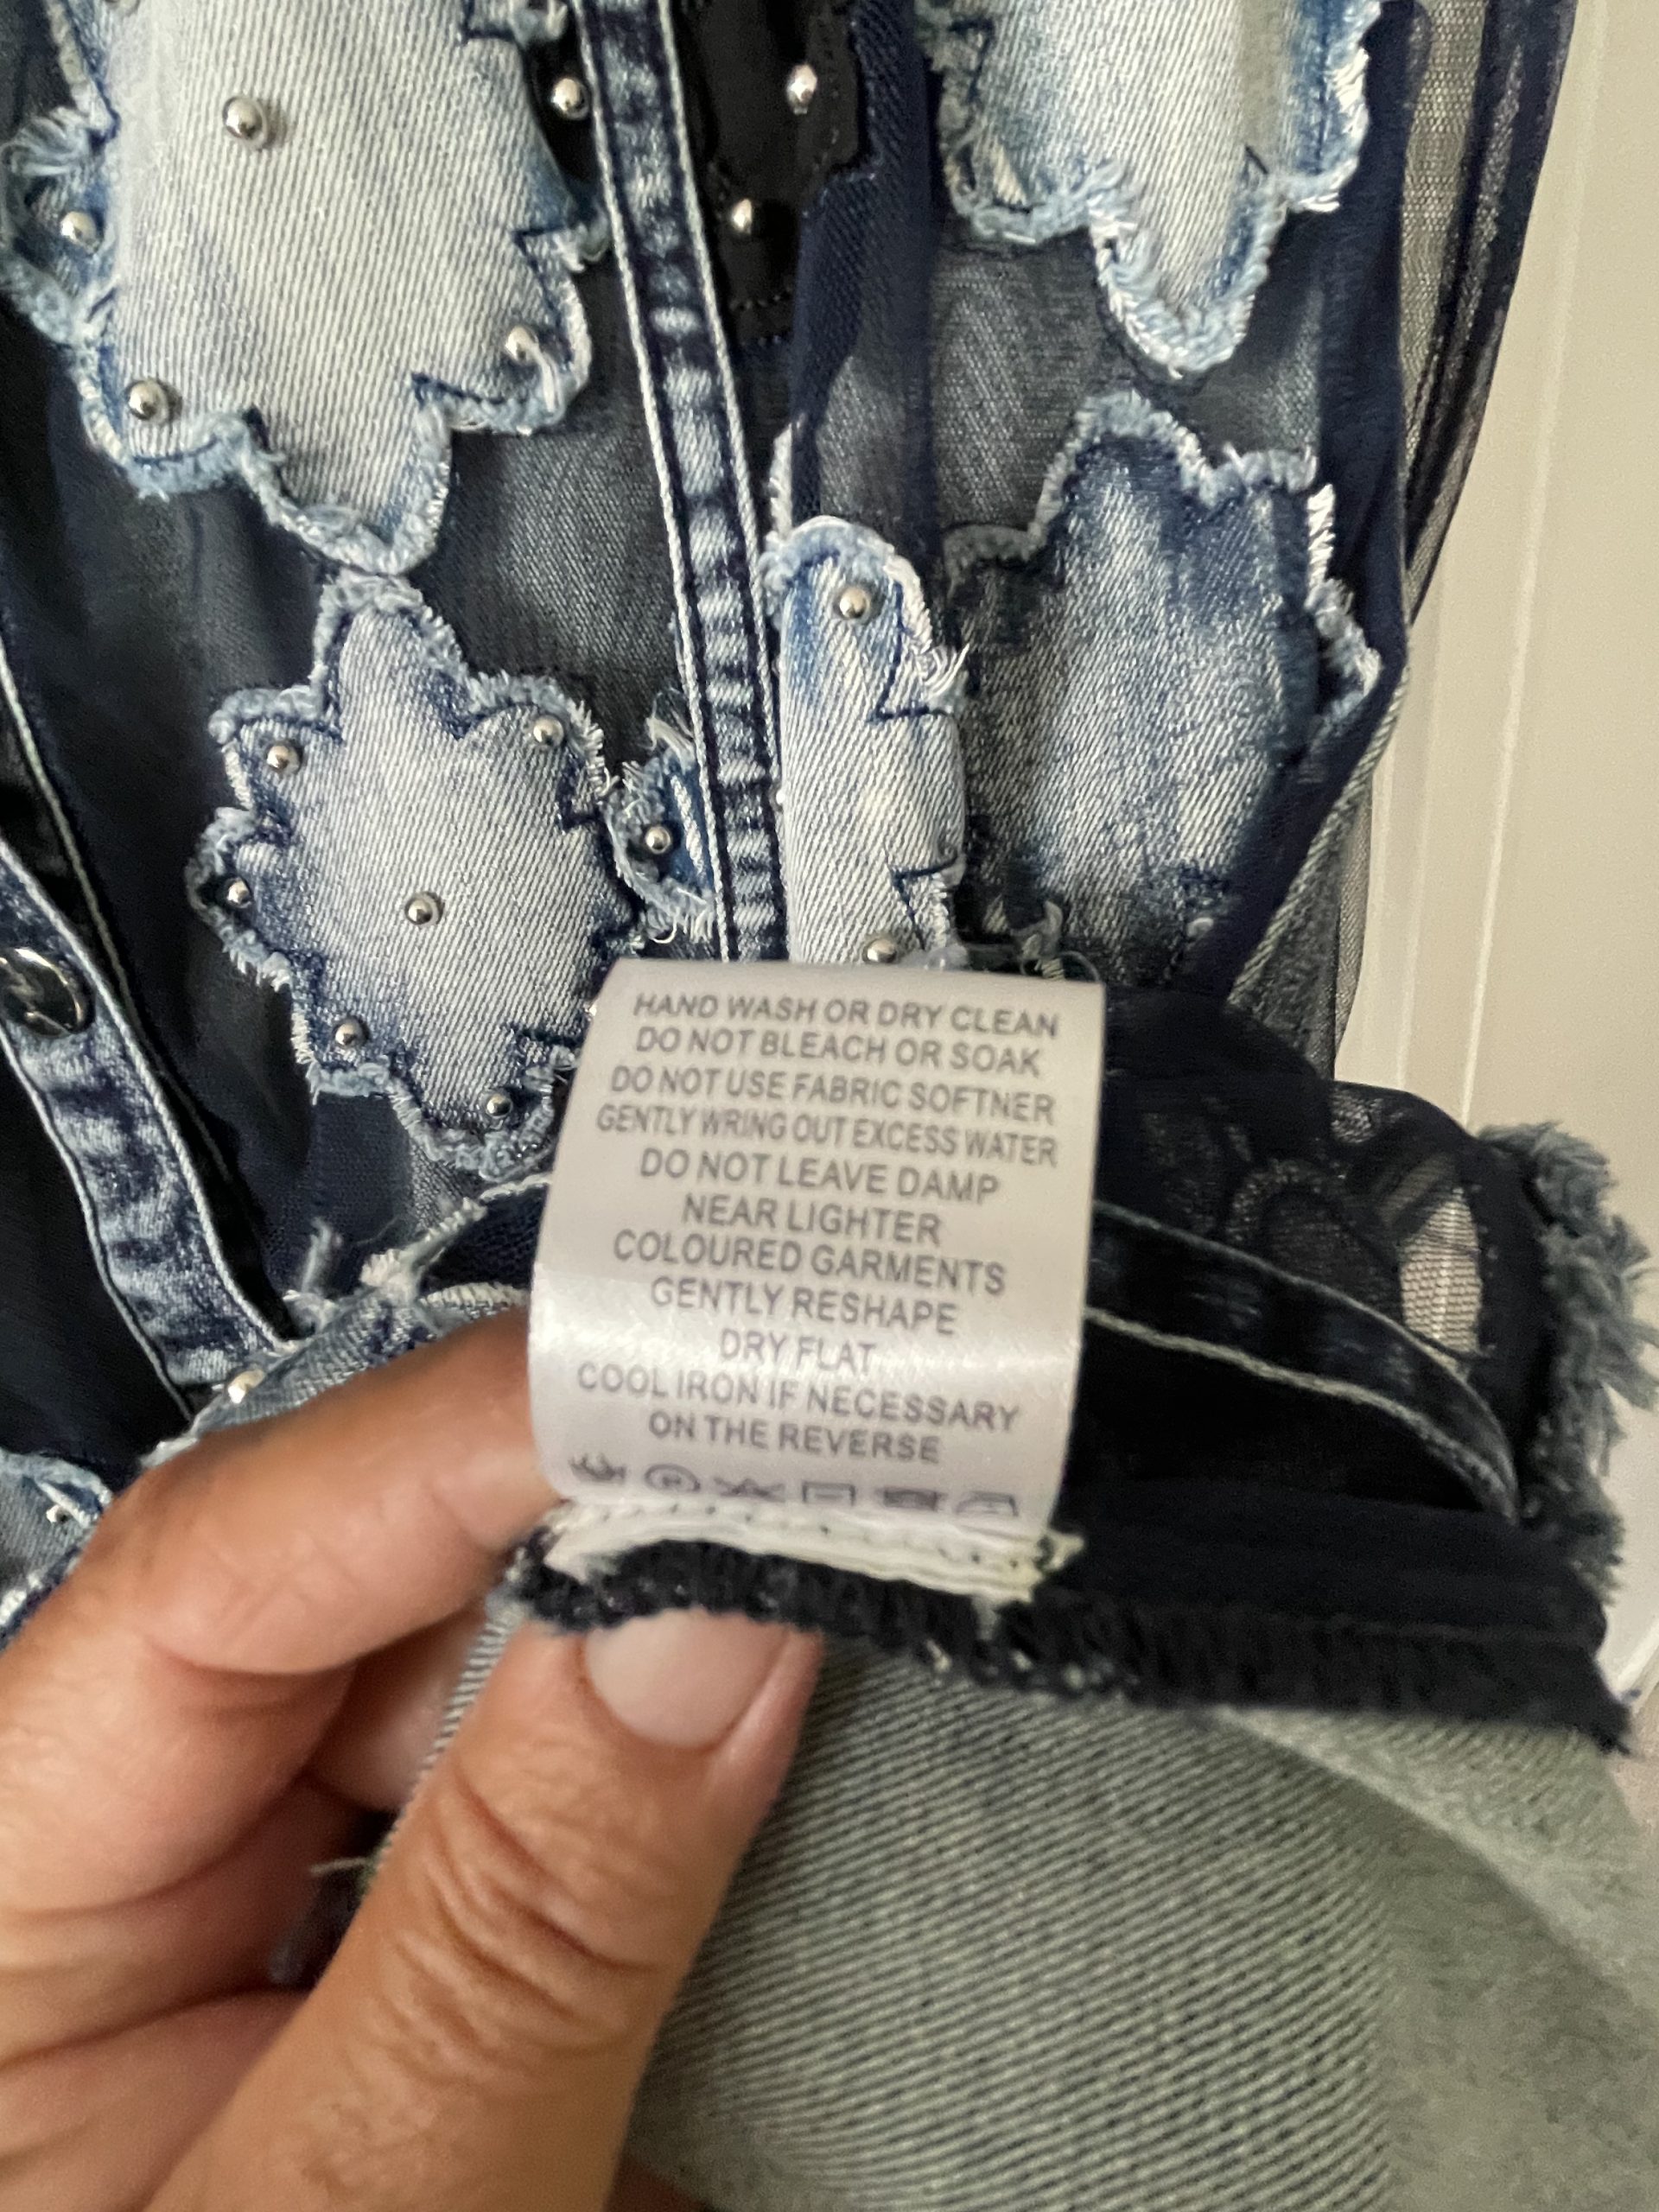 HAND WASH OR DRY CLEAN
DO NOT BLEACH OR SOAK
DO NOT USE FABRIC SOFTNER
GENTLY WRING OUT EXCESS WATER
DO NOT LEAVE DAMP
NEAR LIGHTER
COLOURED GARMENTS
GENTLY RESHAPE
DRY FLAT
COOL IRON IF NECESSARY
ON THE REVERSE